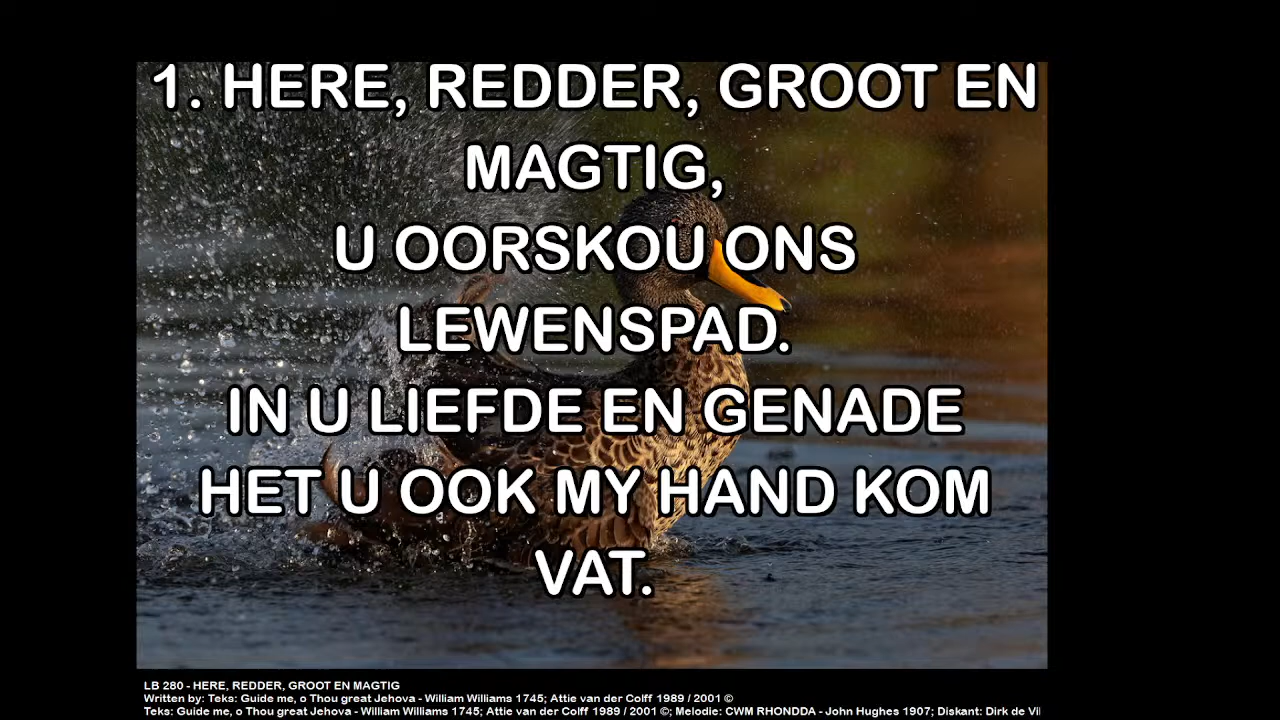 1. HERE, REDDER, GROOT EN
MAGTIG,
U OORSKOU ONS
LEWENSPAD.
IN U LIEFDE EN GENADE
HET U OOK MY HAND KOM
VAT.
LB 280 - HERE, REDDER, GROOT EN MAGTIG
Written by: Teks: Guide me, o Thou great Jehova - William Williams 1745; Attie van der Colff 1989 / 2001 ©
Teks: Guide me, o Thou great Jehova - William Williams 1745; Attie van der Colff 1989 / 2001 ©; Melodie: CWM RHONDDA - John Hughes 1907; Diskant: Dirk de Vil